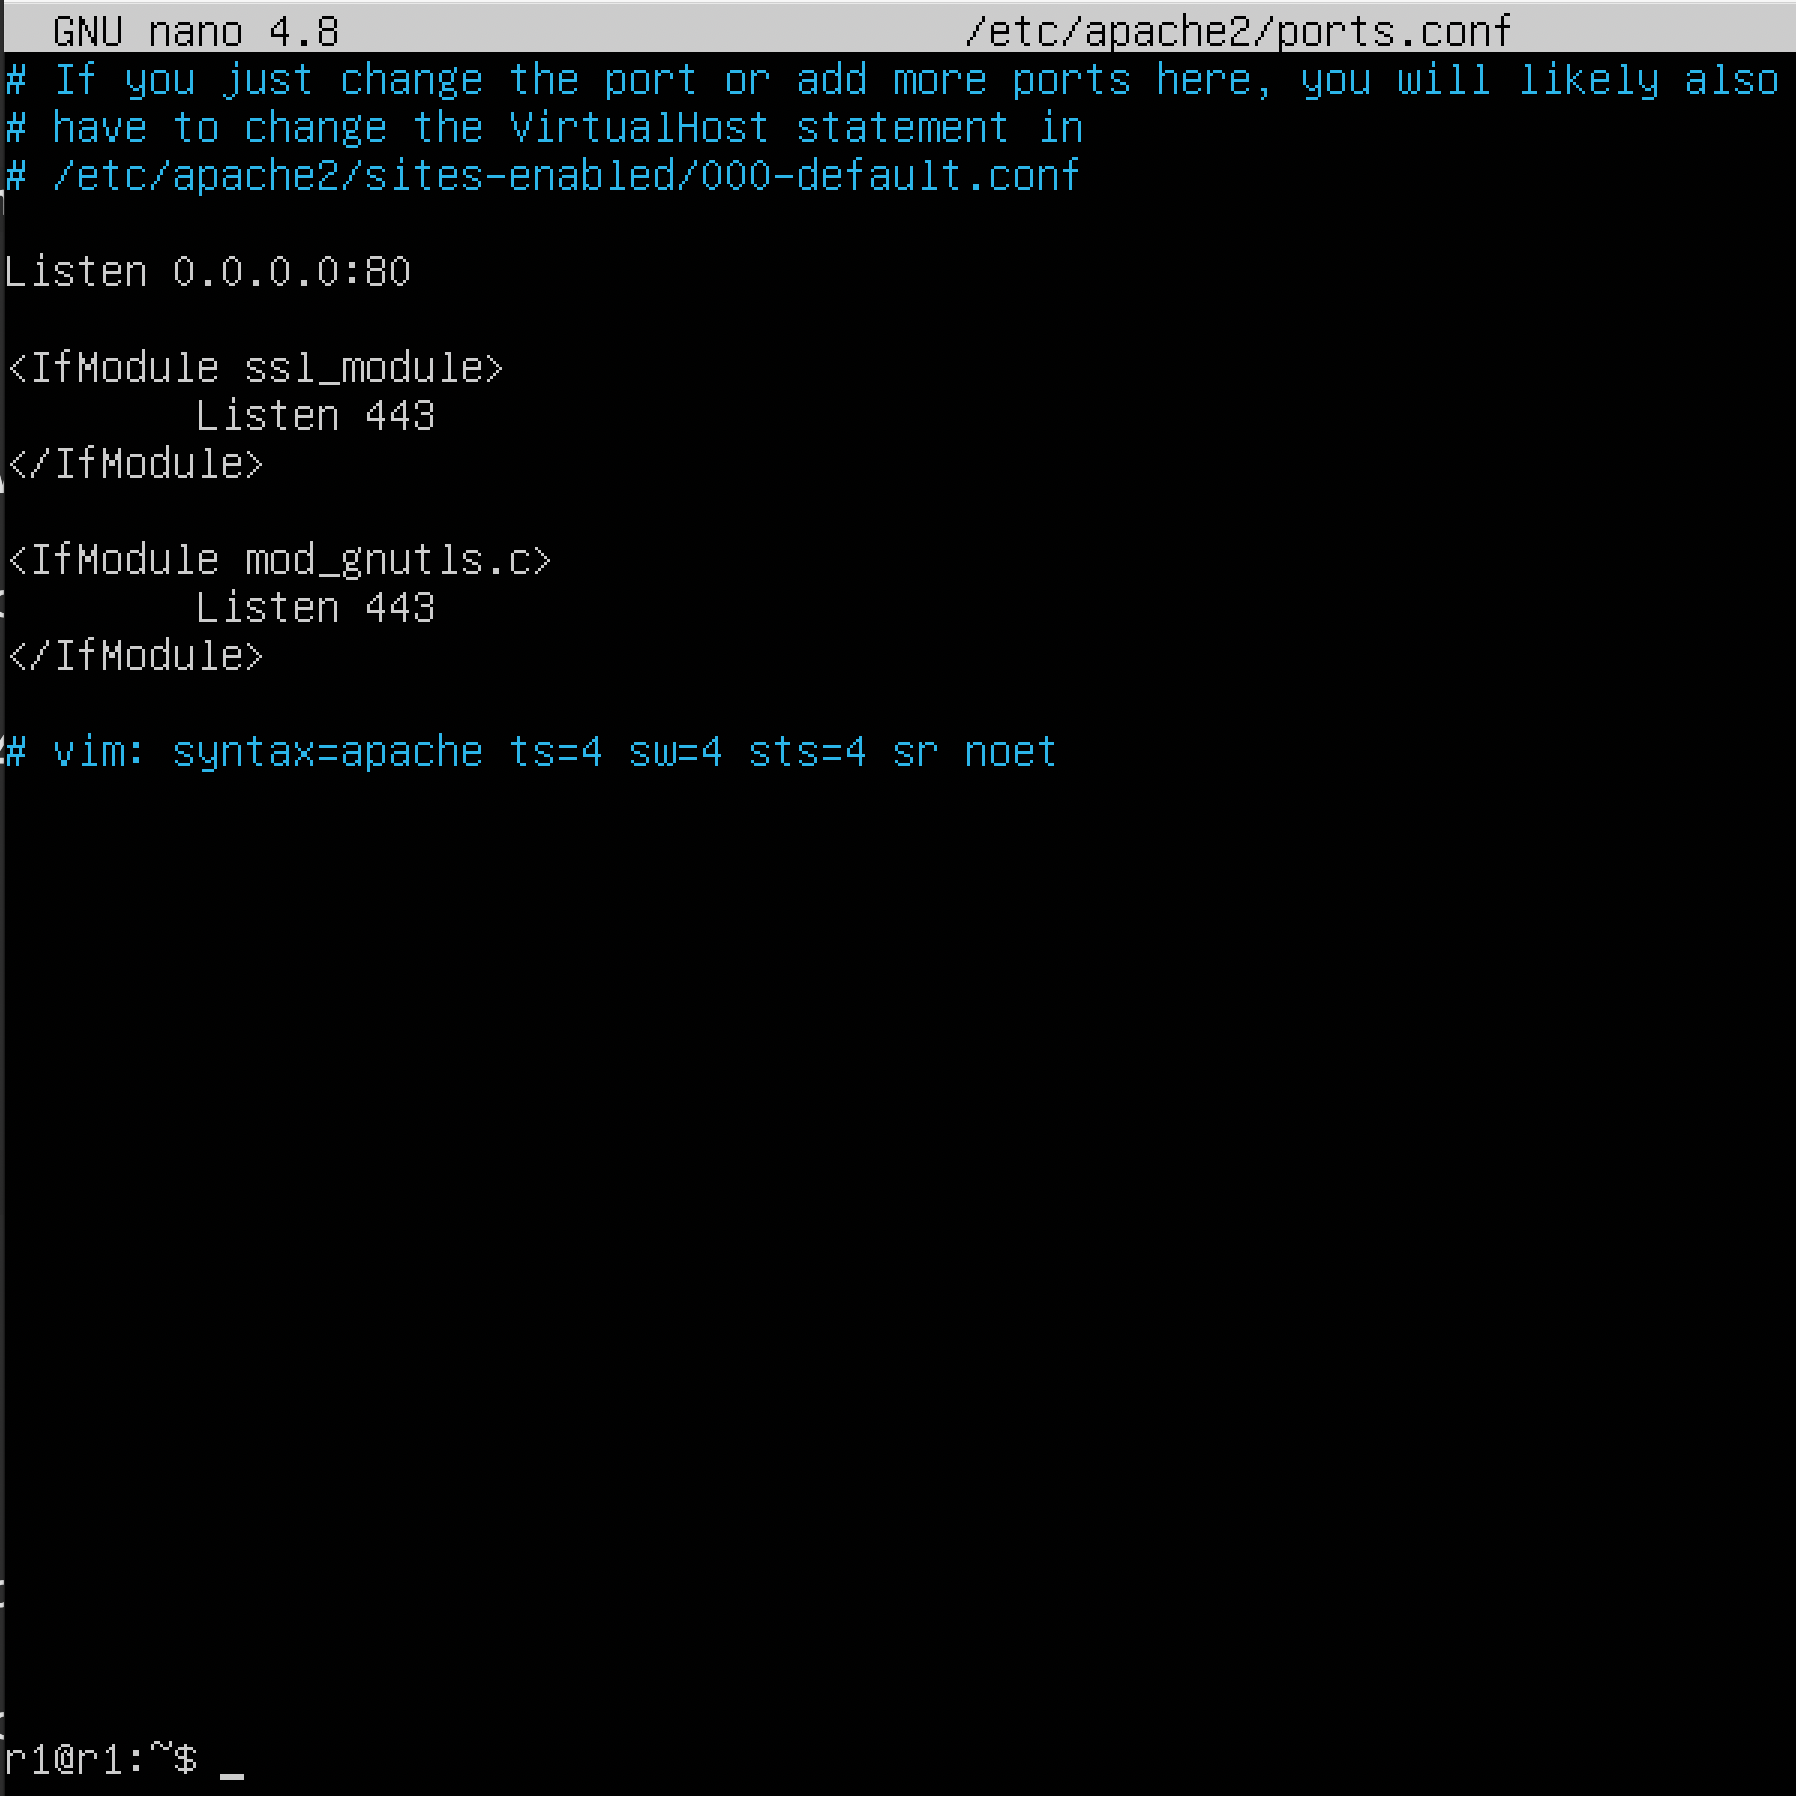 GNU nano 4.8 /etc/apache2/ports.conf
# If you just change the port or add more ports here, you will likely also
# have to change the VirtualHost statement in
# /etc/apache2/sites-enabled/000-default.conf
Listen 0.0.0.0:80
<IfModule ssl_module>
Listen 443
</IfModule>
<IfModule mod_gnutls.c>
Listen 443
</IfModule>
# vim: syntax=apache ts=4 sw=4 sts=4 sr noet
r1@r1:~$ _